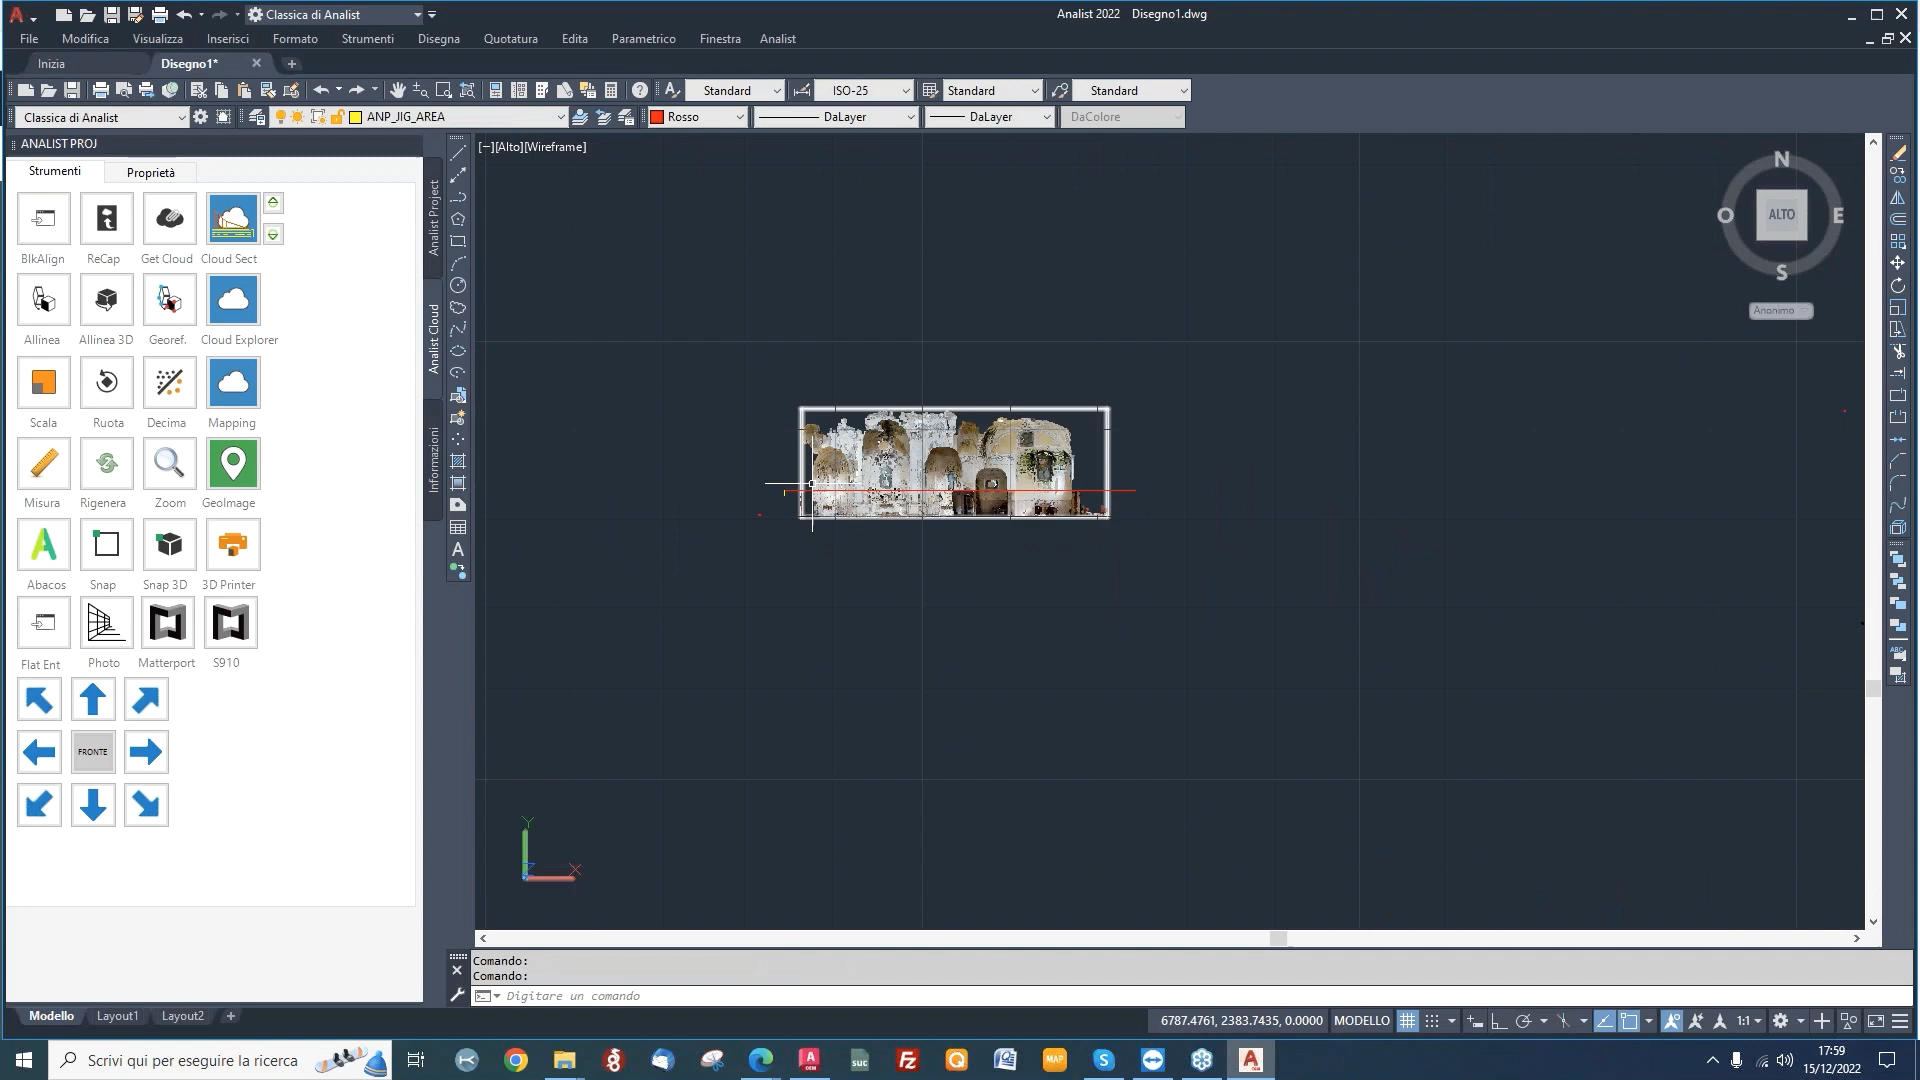 Classica di Analist
Analist 2022 Disegno1.dwg
File Modifica Visualizza Inserisci Formato Strumenti Disegna Quotatura Edita Parametrico Finestra Analist
Inizia Disegno1*
Standard ISO-25 Standard Standard
Classica di Analist ANP_JIG_AREA Rosso DaLayer DaLayer DaColore
ANALIST PROJ
Strumenti Proprietà
[−][Alto][Wireframe]
BlkAlign ReCap Get Cloud Cloud Sect
Allinea Allinea 3D Georef. Cloud Explorer
Scala Ruota Decima Mapping
Misura Rigenera Zoom GeoImage
Abacos Snap Snap 3D 3D Printer
Flat Ent Photo Matterport S910
FRONTE
Analist Project
Analist Cloud
Informazioni
N
O ALTO E
S
Anonimo
Y
X
Comando:
Comando:
Digitare un comando
Modello Layout1 Layout2
6787.4761, 2383.7435, 0.0000 MODELLO 1:1
Scrivi qui per eseguire la ricerca
17:59
15/12/2022